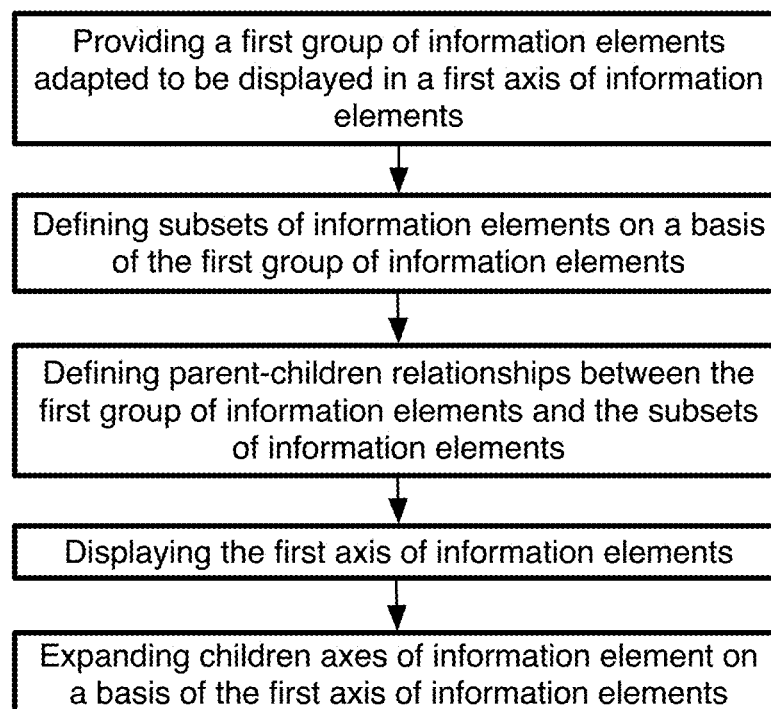 Providing a first group of information elements
adapted to be displayed in a first axis of information
elements
Defining subsets of information elements on a basis
of the first group of information elements
Defining parent-children relationships between the
first group of information elements and the subsets
of information elements
Displaying the first axis of information elements
Expanding children axes of information element on
a basis of the first axis of information elements